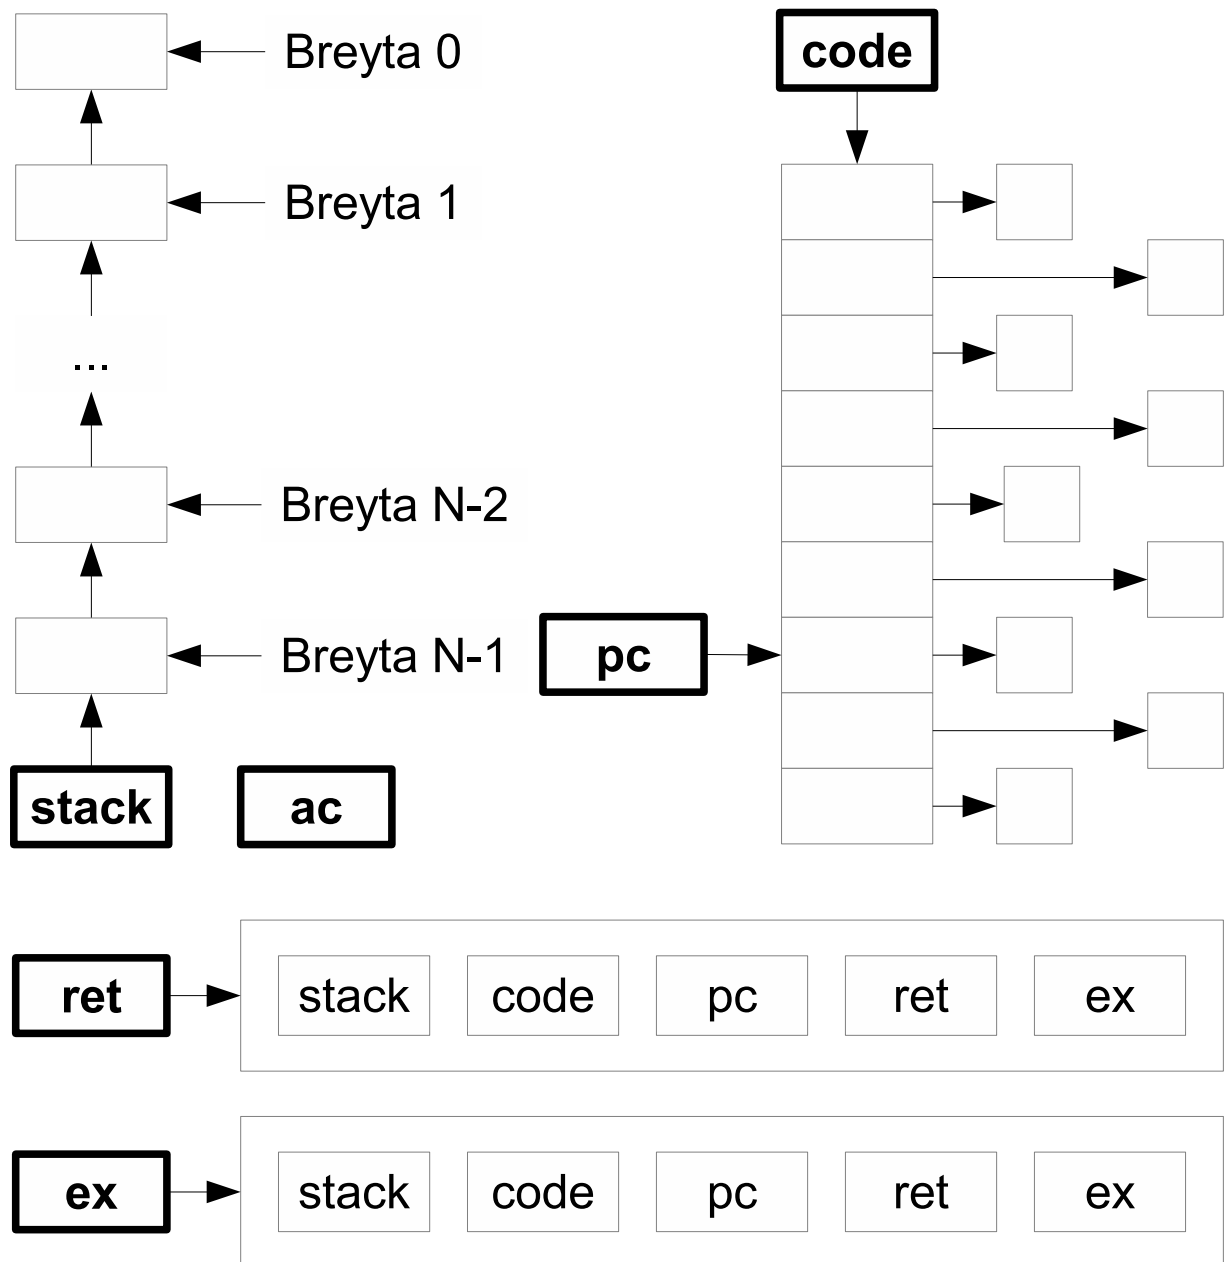 Breyta 0
code
Breyta 1
...
Breyta N-2
Breyta N-1
pc
stack
ac
ret
stack code pc ret ex
ex
stack code pc ret ex